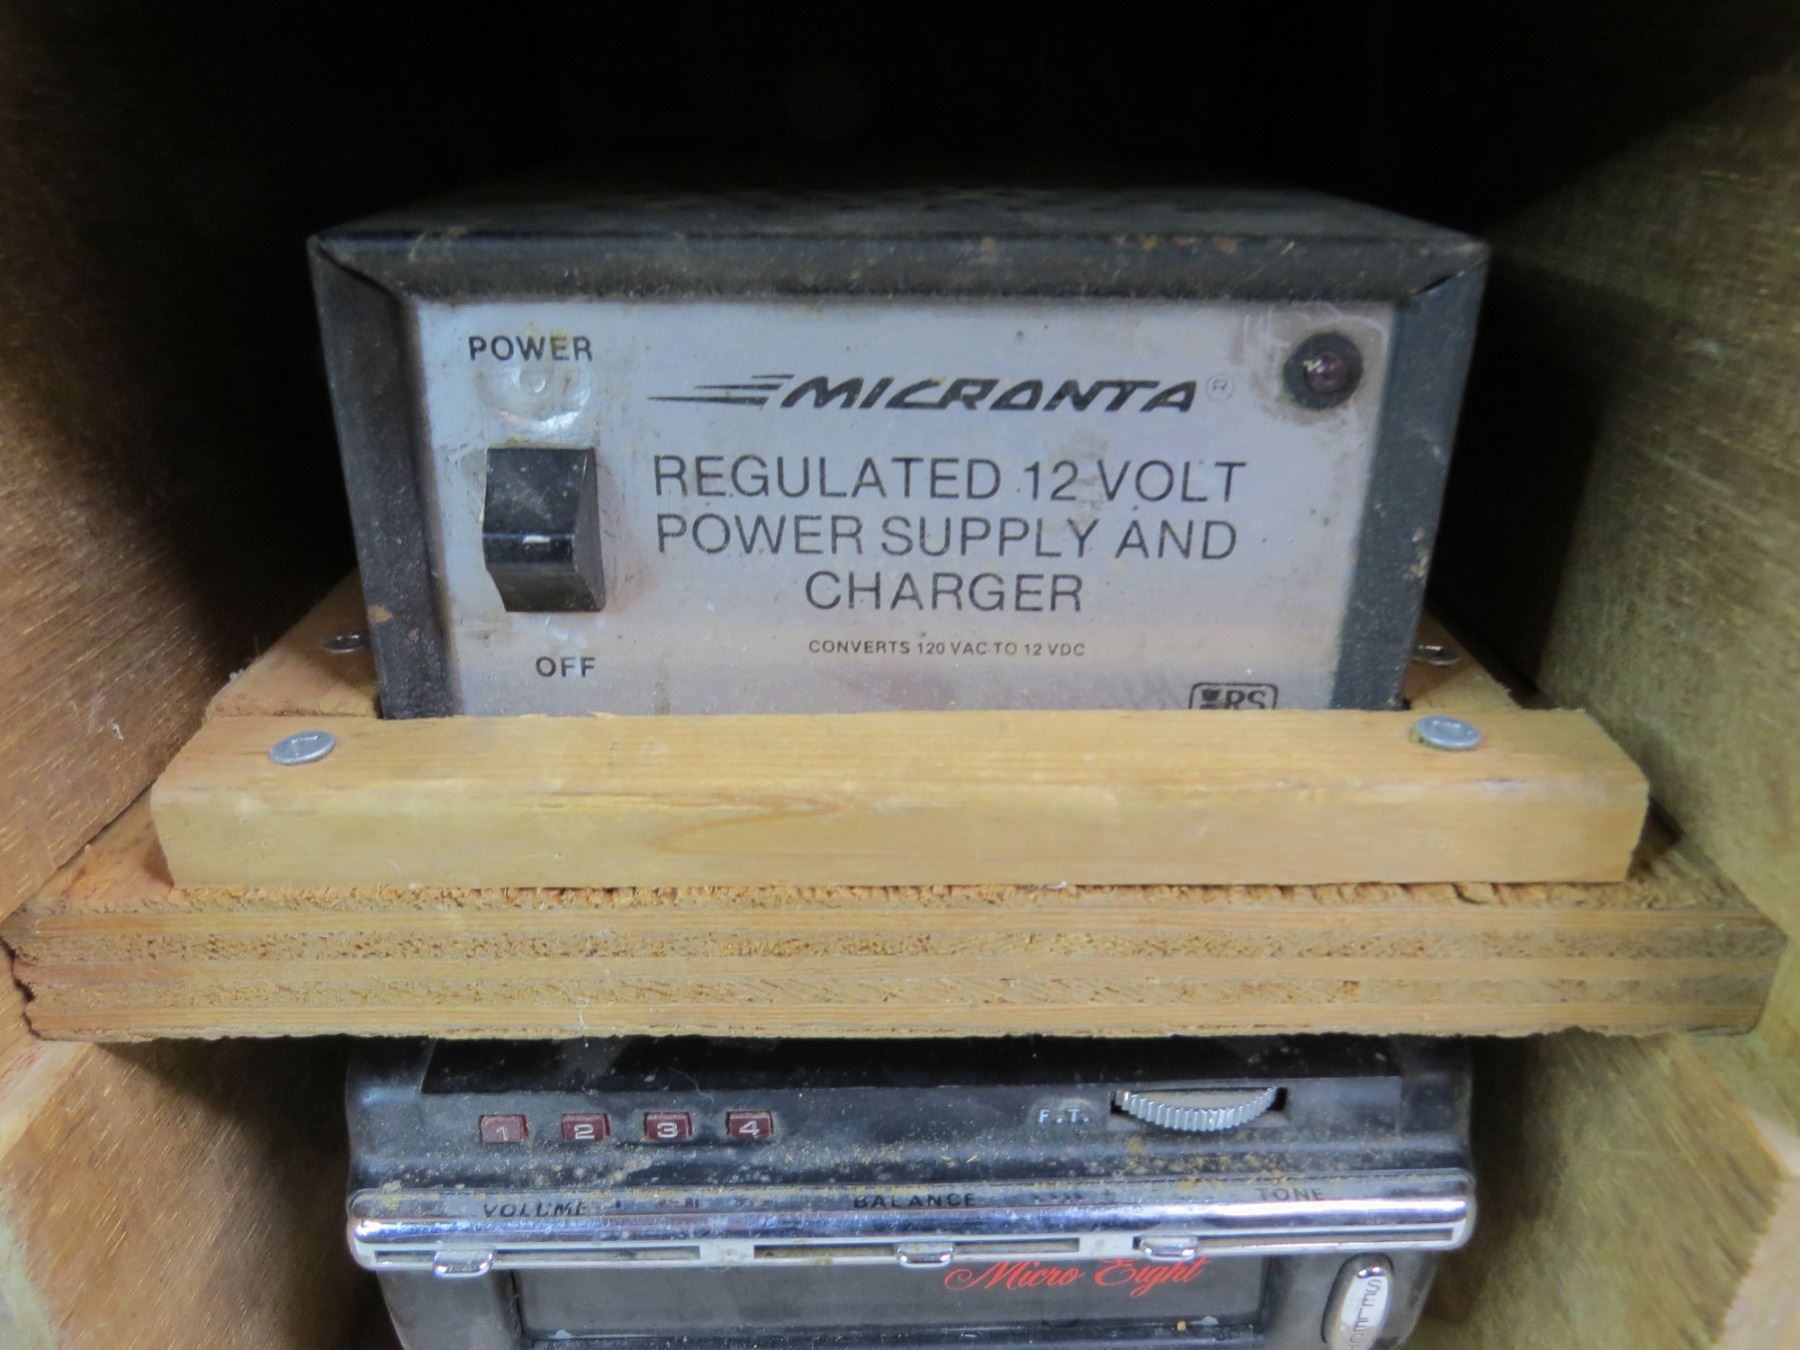 POWER
MICRONTA ®
REGULATED 12 VOLT
POWER SUPPLY AND
CHARGER
CONVERTS 120 VAC TO 12 VDC
OFF
RS
1 2 3 4
F.T.
VOLUME BALANCE TONE
Micro Eight